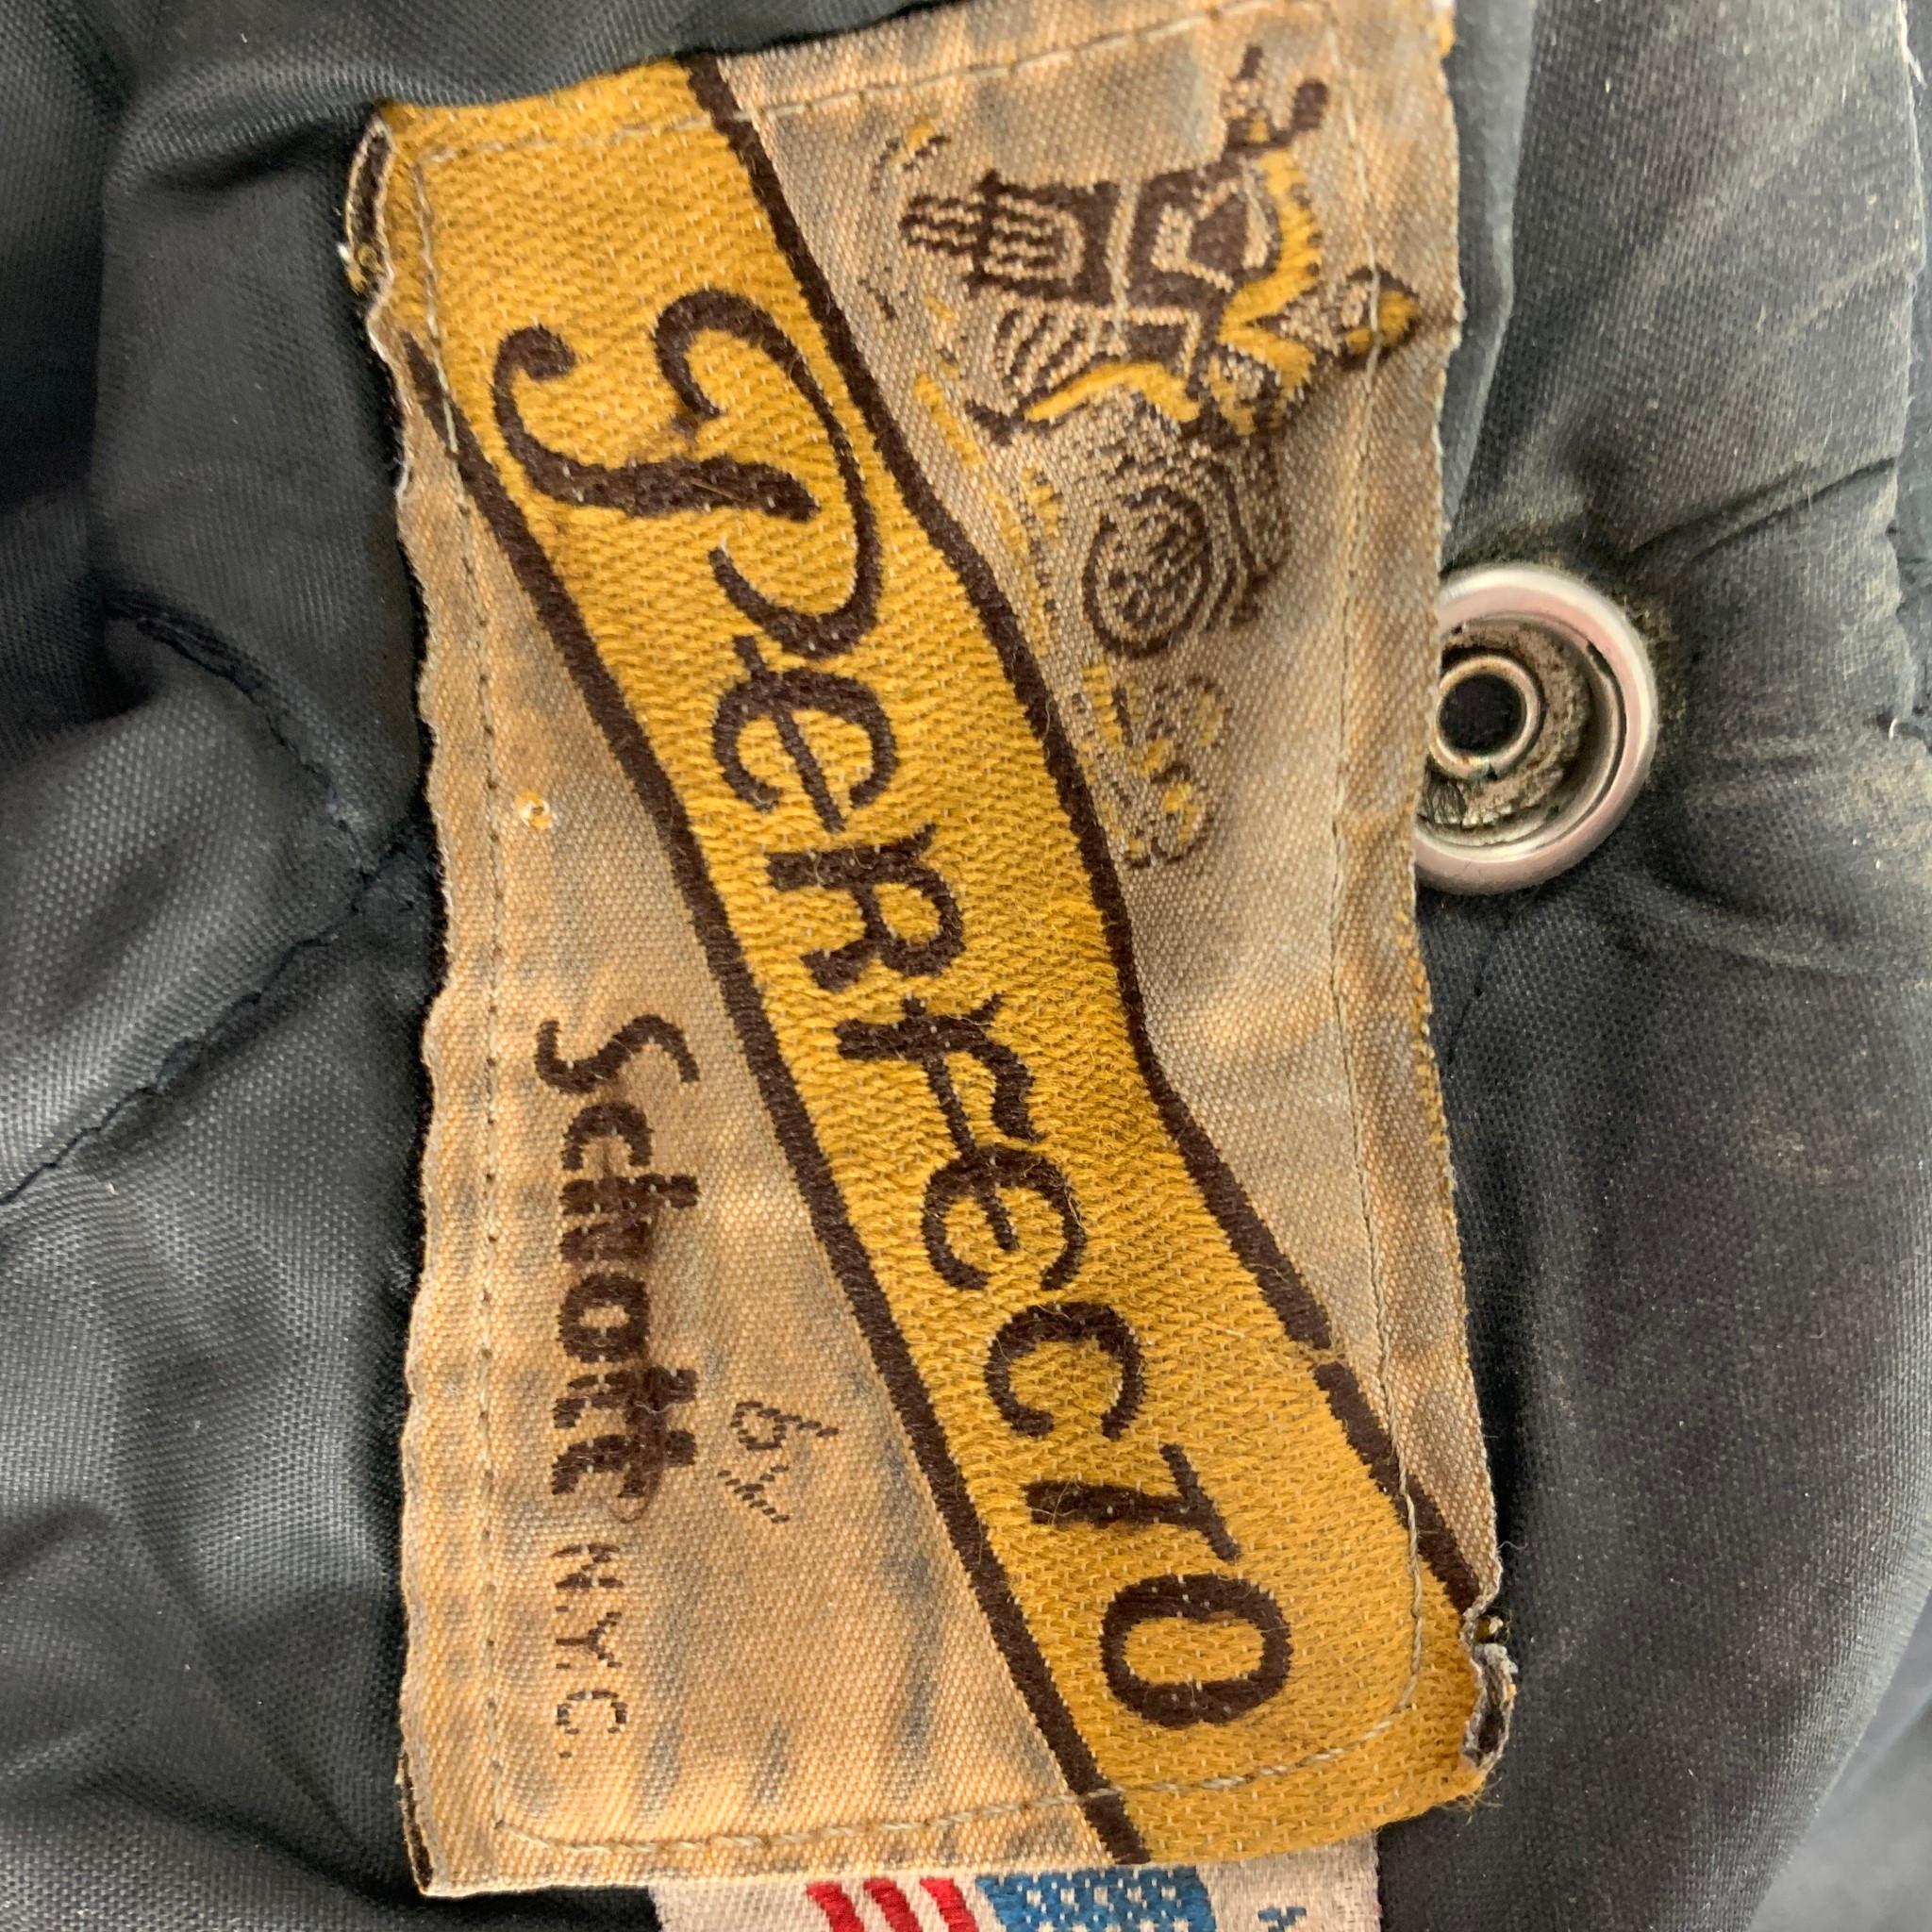 Perfecto
by
Schott N.Y.C.